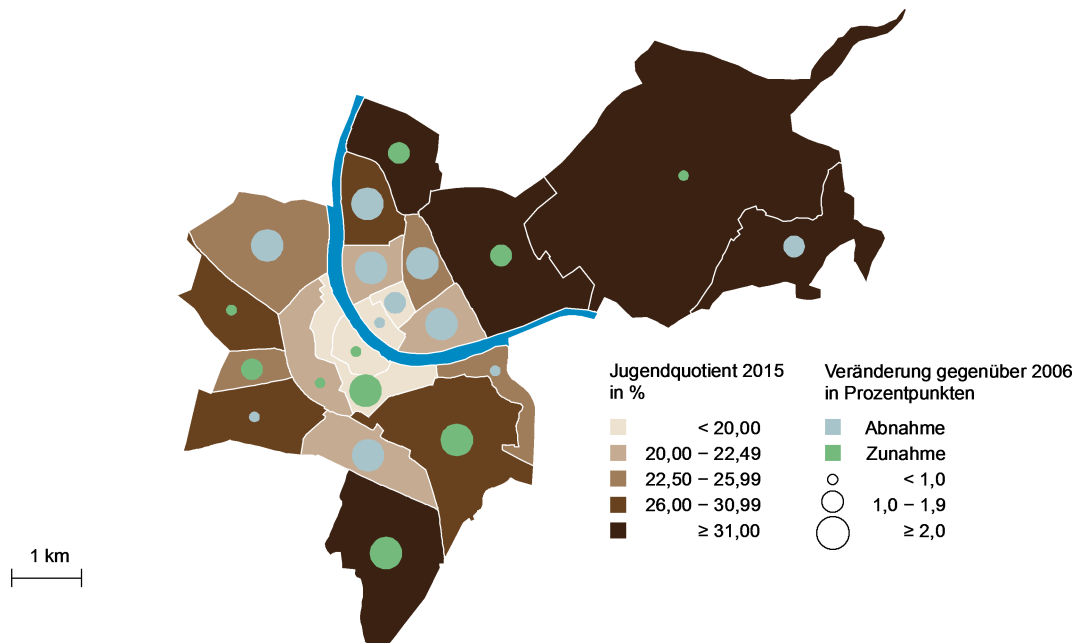 Jugendquotient 2015
in %
< 20,00
20,00 – 22,49
22,50 – 25,99
26,00 – 30,99
≥ 31,00
Veränderung gegenüber 2006
in Prozentpunkten
Abnahme
Zunahme
< 1,0
1,0 – 1,9
≥ 2,0
1 km